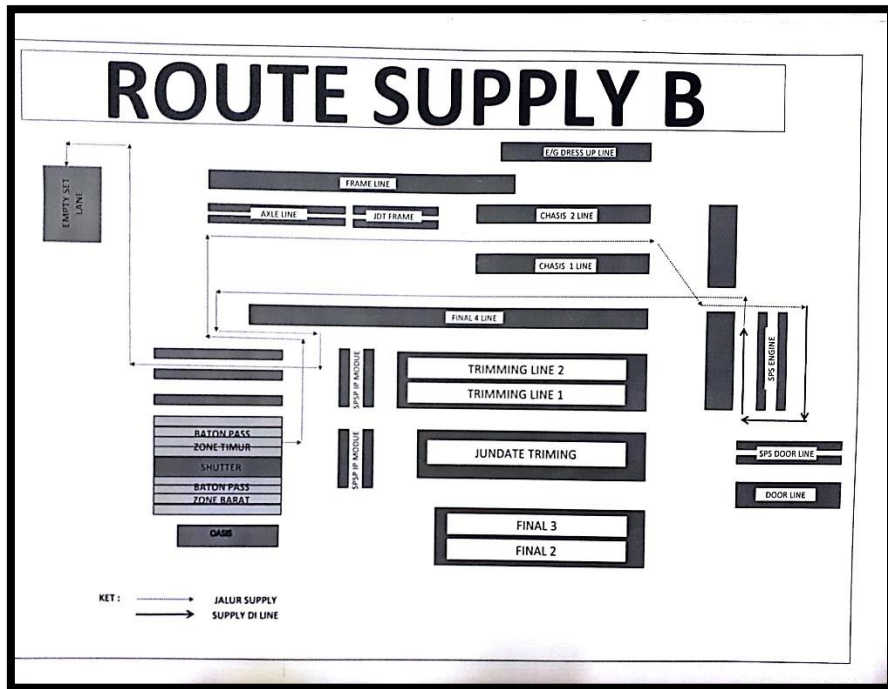 ROUTE SUPPLY B
E/G DRESS UP LINE
EMPTY SET
LANE
FRAME LINE
AXLE LINE
JDT FRAME
CHASIS 2 LINE
CHASIS 1 LINE
FINAL 4 LINE
SPSP IP MODUE
TRIMMING LINE 2
TRIMMING LINE 1
SPS ENGINE
BATON PASS
ZONE TIMUR
SHUTTER
BATON PASS
ZONE BARAT
OASIS
SPSP IP MODUE
JUNDATE TRIMING
SPS DOOR LINE
DOOR LINE
FINAL 3
FINAL 2
KET :
JALUR SUPPLY
SUPPLY DI LINE